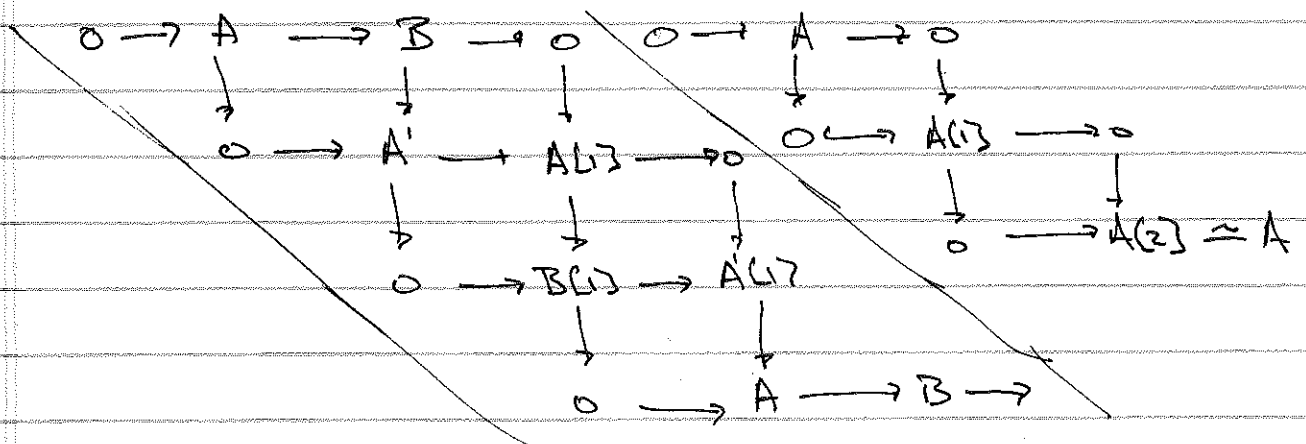 0 → A → B → 0 0 → A → 0
↓ ↓ ↓ ↓ ↓
0 → A' → A[1] → 0 0 → A[1] → 0
↓ ↓ ↓ ↓ ↓
0 → B[1] → A'[1] 0 → A[2] ≃ A
↓ ↓
0 → A → B →